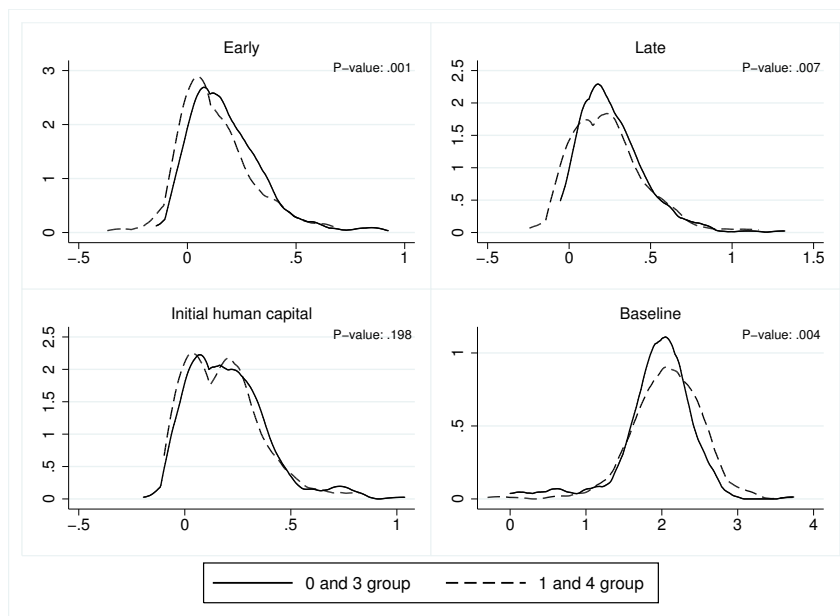 Early
P-value: .001
3
2
1
0
-.5 0 .5 1
Late
P-value: .007
2.5
2
1.5
1
.5
0
-.5 0 .5 1 1.5
Initial human capital
P-value: .198
2.5
2
1.5
1
.5
0
-.5 0 .5 1
Baseline
P-value: .004
1
.5
0
0 1 2 3 4
0 and 3 group 1 and 4 group